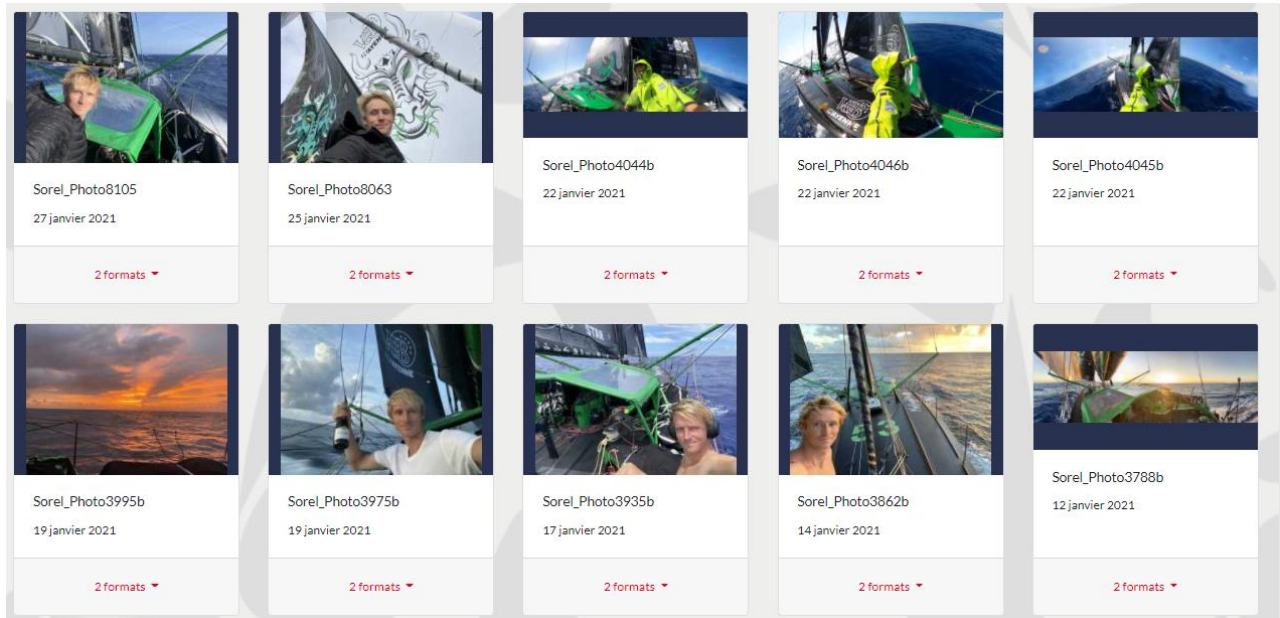 Sorel_Photo8105
27 janvier 2021
2 formats
Sorel_Photo8063
25 janvier 2021
2 formats
Sorel_Photo4044b
22 janvier 2021
2 formats
Sorel_Photo4046b
22 janvier 2021
2 formats
Sorel_Photo4045b
22 janvier 2021
2 formats
Sorel_Photo3995b
19 janvier 2021
2 formats
Sorel_Photo3975b
19 janvier 2021
2 formats
Sorel_Photo3935b
17 janvier 2021
2 formats
Sorel_Photo3862b
14 janvier 2021
2 formats
Sorel_Photo3788b
12 janvier 2021
2 formats